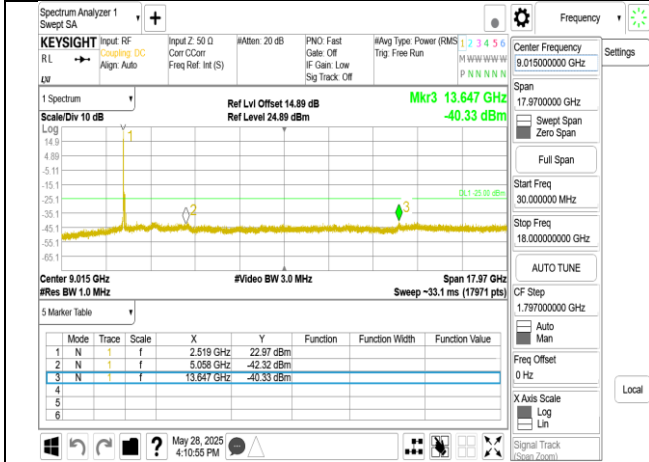 Spectrum Analyzer 1
Swept SA
Frequency
KEYSIGHT
RL
LXI
Input: RF
Coupling: DC
Align: Auto
Input Z: 50 Ω
Corr CCorr
Freq Ref: Int (S)
#Atten: 20 dB
PNO: Fast
Gate: Off
IF Gain: Low
Sig Track: Off
#Avg Type: Power (RMS
Trig: Free Run
1 2 3 4 5 6
M W W W W W
P N N N N N
1 Spectrum
Scale/Div 10 dB
Ref Lvl Offset 14.89 dB
Ref Level 24.89 dBm
Mkr3 13.647 GHz
-40.33 dBm
Log
14.9
4.89
-5.11
-15.1
-25.1
-35.1
-45.1
-55.1
-65.1
1
2
3
DL1 -25.00 dBm
Center 9.015 GHz
#Res BW 1.0 MHz
#Video BW 3.0 MHz
Span 17.97 GHz
Sweep ~33.1 ms (17971 pts)
5 Marker Table
Mode Trace Scale X Y Function Function Width Function Value
1 N 1 f 2.519 GHz 22.97 dBm
2 N 1 f 5.058 GHz -42.32 dBm
3 N 1 f 13.647 GHz -40.33 dBm
4
5
6
May 28, 2025
4:10:55 PM
Center Frequency
9.015000000 GHz
Span
17.9700000 GHz
Swept Span
Zero Span
Full Span
Start Freq
30.000000 MHz
Stop Freq
18.000000000 GHz
AUTO TUNE
CF Step
1.797000000 GHz
Auto
Man
Freq Offset
0 Hz
X Axis Scale
Log
Lin
Signal Track
(Span Zoom)
Settings
Local